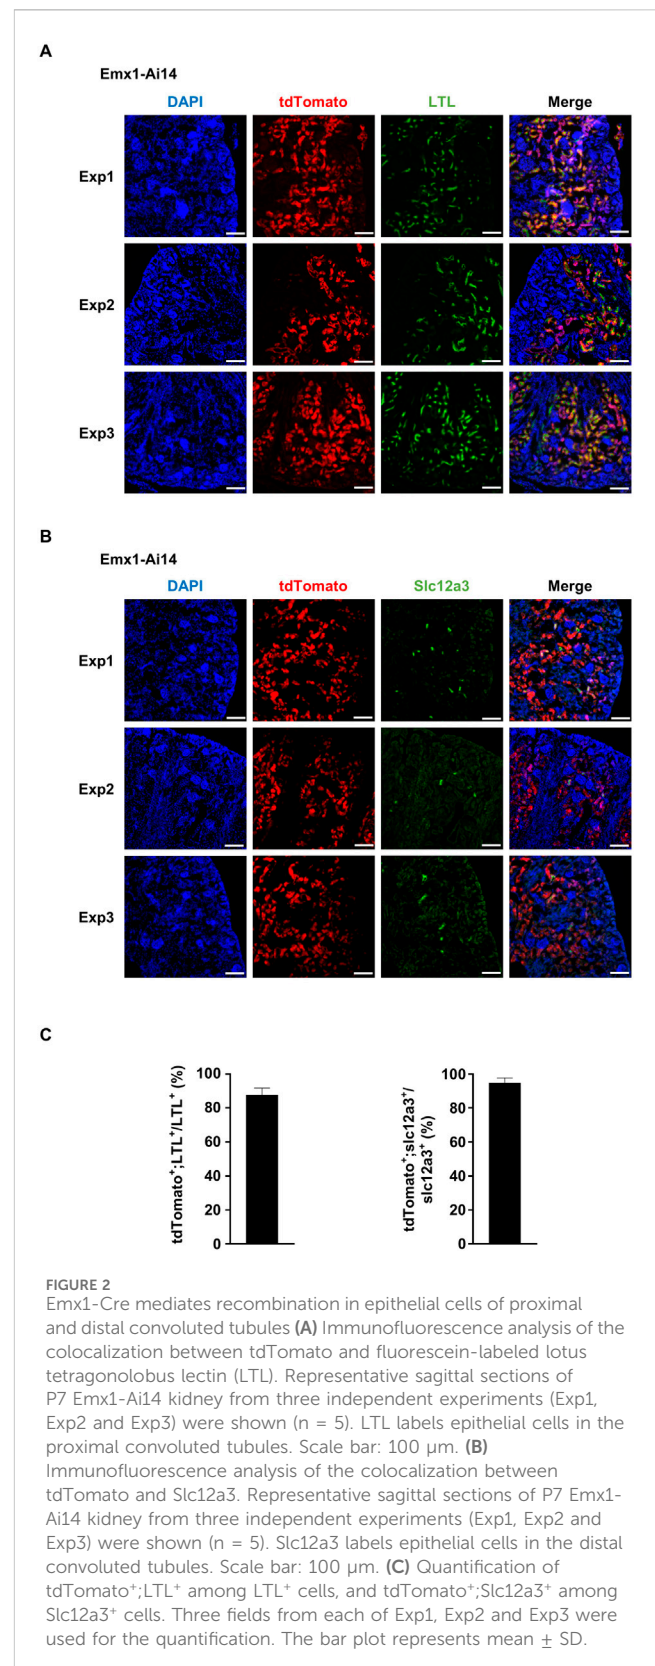 A
Emx1-Ai14
DAPI tdTomato LTL Merge
Exp1
Exp2
Exp3
B
Emx1-Ai14
DAPI tdTomato Slc12a3 Merge
Exp1
Exp2
Exp3
C
tdTomato⁺;LTL⁺/LTL⁺ (%)
100
80
60
40
20
0
tdTomato⁺;slc12a3⁺/
slc12a3⁺ (%)
100
80
60
40
20
0
FIGURE 2
Emx1-Cre mediates recombination in epithelial cells of proximal
and distal convoluted tubules (A) Immunofluorescence analysis of the
colocalization between tdTomato and fluorescein-labeled lotus
tetragonolobus lectin (LTL). Representative sagittal sections of
P7 Emx1-Ai14 kidney from three independent experiments (Exp1,
Exp2 and Exp3) were shown (n = 5). LTL labels epithelial cells in the
proximal convoluted tubules. Scale bar: 100 µm. (B)
Immunofluorescence analysis of the colocalization between
tdTomato and Slc12a3. Representative sagittal sections of P7 Emx1-
Ai14 kidney from three independent experiments (Exp1, Exp2 and
Exp3) were shown (n = 5). Slc12a3 labels epithelial cells in the distal
convoluted tubules. Scale bar: 100 µm. (C) Quantification of
tdTomato⁺;LTL⁺ among LTL⁺ cells, and tdTomato⁺;Slc12a3⁺ among
Slc12a3⁺ cells. Three fields from each of Exp1, Exp2 and Exp3 were
used for the quantification. The bar plot represents mean ± SD.